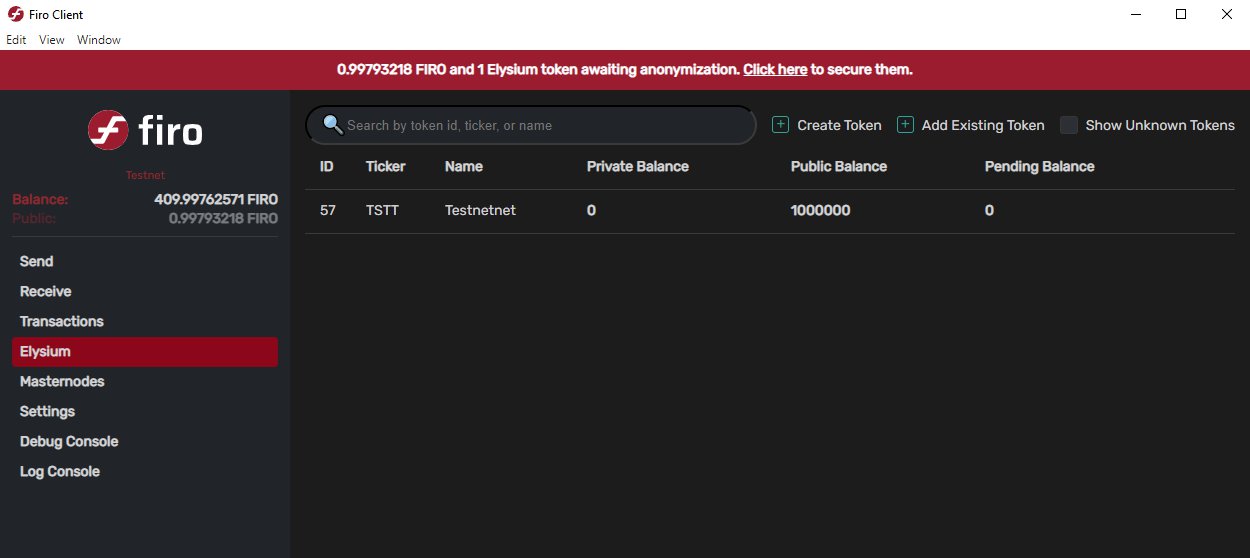 Firo Client
Edit View Window
0.99793218 FIRO and 1 Elysium token awaiting anonymization. Click here to secure them.
firo
Testnet
Balance: 409.99762571 FIRO
Public: 0.99793218 FIRO
Send
Receive
Transactions
Elysium
Masternodes
Settings
Debug Console
Log Console
Search by token id, ticker, or name
Create Token Add Existing Token Show Unknown Tokens
ID Ticker Name Private Balance Public Balance Pending Balance
57 TSTT Testnetnet 0 1000000 0